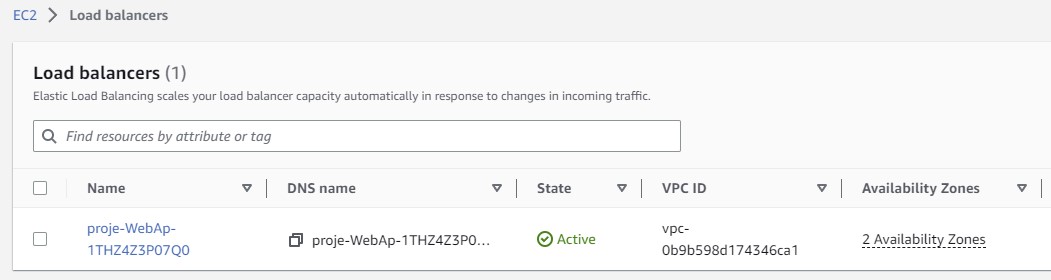 EC2 > Load balancers
Load balancers (1)
Elastic Load Balancing scales your load balancer capacity automatically in response to changes in incoming traffic.
Find resources by attribute or tag
Name DNS name State VPC ID Availability Zones
proje-WebAp-
1THZ4Z3P07Q0
proje-WebAp-1THZ4Z3P0...
Active
vpc-
0b9b598d174346ca1
2 Availability Zones